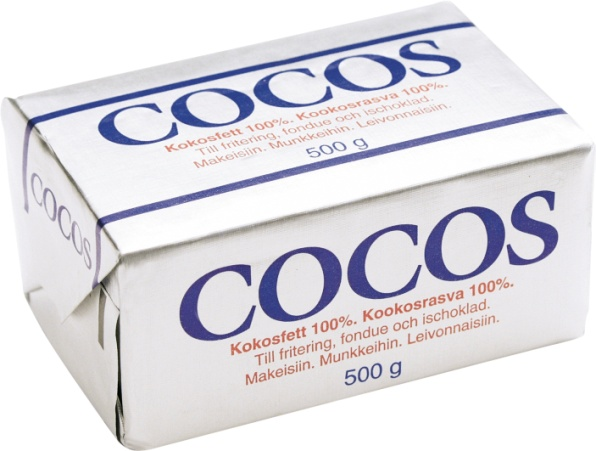 COCOS
Kokosfett 100%. Kookosrasva 100%.
Till fritering, fondue och ischoklad.
Makeisiin. Munkkeihin. Leivonnaisiin.
500 g
COCOS
COCOS
Kokosfett 100%. Kookosrasva 100%.
Till fritering, fondue och ischoklad.
Makeisiin. Munkkeihin. Leivonnaisiin.
500 g